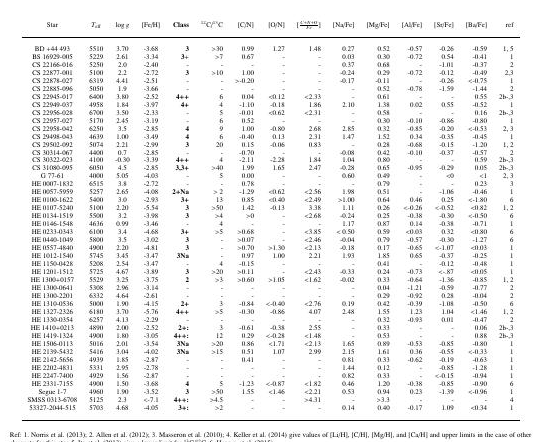 Star T_eff log g [Fe/H] Class ¹²C/¹³C [C/N] [O/N] [(C+N+O)/Fe] [Na/Fe] [Mg/Fe] [Al/Fe] [Sr/Fe] [Ba/Fe] ref
BD +44 493 5510 3.70 -3.68 3 >30 0.99 1.27 1.48 0.27 0.52 -0.57 -0.26 -0.59 1, 5
BS 16929-005 5229 2.61 -3.34 3+ >7 0.67 – – 0.03 0.30 -0.72 0.54 -0.41 1
CS 22166-016 5250 2.0 -2.40 – – – – 0.37 0.68 – -1.01 -0.37 2
CS 22877-001 5100 2.2 -2.72 3 >10 1.00 – – -0.24 0.29 -0.72 -0.12 -0.49 2,3
CS 22878-027 6319 4.41 -2.51 >-0.20 – – -0.17 -0.11 – -0.26 <-0.75 1
CS 22885-096 5050 1.9 -3.66 – – – – – 0.52 -0.78 -1.59 -1.44 2
CS 22945-017 6400 3.80 -2.52 4++ 6 0.04 <0.12 <2.33 – 0.61 – – 0.55 2b-,3
CS 22949-037 4958 1.84 -3.97 4+ 4 -1.10 -0.18 1.86 2.10 1.38 0.02 0.55 -0.52 1
CS 22956-028 6700 3.50 -2.33 – 5 -0.01 <0.62 <2.31 – 0.58 – – 0.16 2b-,3
CS 22957-027 5170 2.45 -3.19 6 0.52 – – – 0.30 -0.10 -0.86 -0.80 1
CS 22958-042 6250 3.5 -2.85 4 9 1.00 -0.80 2.68 2.85 0.32 -0.85 -0.20 <-0.53 2, 3
CS 29498-043 4639 1.00 -3.49 4 6 -0.40 0.13 2.31 1.47 1.52 0.34 -0.35 -0.45 1
CS 29502-092 5074 2.21 -2.99 3 20 0.15 -0.06 0.83 – 0.28 -0.68 -0.15 -1.20 1, 2
CS 30314-067 4400 0.7 -2.85 – -0.70 – – -0.08 0.42 -0.10 -0.37 -0.57 2
CS 30322-023 4100 -0.30 -3.39 4++ 4 -2.11 -2.28 1.84 1.04 0.80 – – 0.59 2b-,3
CS 31080-095 6050 4.5 -2.85 3,3+ >40 1.99 1.65 2.47 -0.28 0.65 -0.95 -0.29 0.05 2b-,3
G 77-61 4000 5.05 -4.03 5 0.00 – – 0.60 0.49 – <0 <1 2, 3
HE 0007-1832 6515 3.8 -2.72 – – 0.78 – – – 0.79 – – 0.23 3
HE 0057-5959 5257 2.65 -4.08 2+Na > 2 -1.29 <0.62 <2.56 1.98 0.51 – -1.06 -0.46 1
HE 0100-1622 5400 3.0 -2.93 3+ 13 0.85 <0.40 <2.49 >1.00 0.64 0.46 0.25 <-1.80 6
HE 0107-5240 5100 2.20 -5.54 3 >50 1.42 -0.13 3.38 1.11 0.26 <-0.26 <-0.52 <0.82 1, 2
HE 0134-1519 5500 3.2 -3.98 3 >4 >0 – <2.68 -0.24 0.25 -0.38 -0.30 <-0.50 6
HE 0146-1548 4636 0.99 -3.46 – 4 – – – 1.17 0.87 0.14 -0.38 -0.71 1
HE 0233-0343 6100 3.4 -4.68 3+ >5 >0.68 – <3.85 <0.50 0.59 <0.03 0.32 <0.80 6
HE 0440-1049 5800 3.5 -3.02 3 – >0.07 – <2.46 -0.04 0.79 -0.57 -0.30 -1.27 6
HE 0557-4840 4900 2.20 -4.81 3 – >0.70 >1.30 <2.13 -0.18 0.17 -0.65 <-1.07 <0.03 1
HE 1012-1540 5745 3.45 -3.47 3Na – 0.97 1.00 2.21 1.93 1.85 0.65 -0.37 -0.25 1
HE 1150-0428 5208 2.54 -3.47 – 4 -0.15 – – – 0.41 – -0.12 -0.48 1
HE 1201-1512 5725 4.67 -3.89 3 >20 >0.11 – <2.43 -0.33 0.24 -0.73 <-.87 <0.05 1
HE 1300+0157 5529 3.25 -3.75 2 >3 >0.60 >1.05 <1.62 -0.02 0.33 -0.64 -1.36 <0.85 1, 2
HE 1300-0641 5308 2.96 -3.14 – – – – – – 0.04 -1.21 -0.59 -0.77 2
HE 1300-2201 6332 4.64 -2.61 – – – – – – 0.29 -0.92 0.28 -0.04 2
HE 1310-0536 5000 1.90 -4.15 2+ 3 -0.84 <-0.40 <2.76 0.19 0.42 -0.39 -1.08 -0.50 6
HE 1327-2326 6180 3.70 -5.76 4++ >5 -0.30 -0.86 4.07 2.48 1.55 1.23 1.04 <1.46 1, 2
HE 1330-0354 6257 4.13 -2.29 – – – – – – 0.32 -0.93 0.01 -0.47 2
HE 1410+0213 4890 2.00 -2.52 2+: 3 -0.61 -0.38 2.55 – 0.33 – – 0.06 2b-,3
HE 1419-1324 4900 1.80 -3.05 4++: 12 0.29 <-0.28 <1.48 – 0.53 – – 0.88 2b-,3
HE 1506-0113 5016 2.01 -3.54 3Na >20 0.86 <1.71 <2.13 1.65 0.89 -0.53 -0.85 -0.80 1
HE 2139-5432 5416 3.04 -4.02 3Na >15 0.51 1.07 2.99 2.15 1.61 0.36 -0.55 <-0.33 1
HE 2142-5656 4939 1.85 -2.87 – – 0.41 – – 0.81 0.33 -0.62 -0.19 -0.63 1
HE 2202-4831 5331 2.95 -2.78 – – – – – 1.44 0.12 – -0.85 -1.28 1
HE 2247-7400 4929 1.56 -2.87 – – – – – 0.82 0.33 – <-0.15 -0.94 1
HE 2331-7155 4900 1.50 -3.68 4 5 -1.23 <-0.87 <1.82 0.46 1.20 -0.38 -0.85 -0.90 6
Segue 1-7 4960 1.90 -3.52 3 >50 1.55 <1.46 <2.21 0.53 0.94 0.23 -1.39 <-0.96 1
SMSS 0313-6708 5125 2.3 <-7.1 4++: >4.5 – – >4.31 – >3.3 – – – 4
53327-2044-515 5703 4.68 -4.05 3+: >2 – – – 0.14 0.40 -0.17 1.09 <0.34 1
Ref: 1. Norris et al. (2013); 2. Allen et al. (2012); 3. Masseron et al. (2010); 4. Keller et al. (2014) give values of [Li/H], [C/H], [Mg/H], and [Ca/H] and upper limits in the case of other